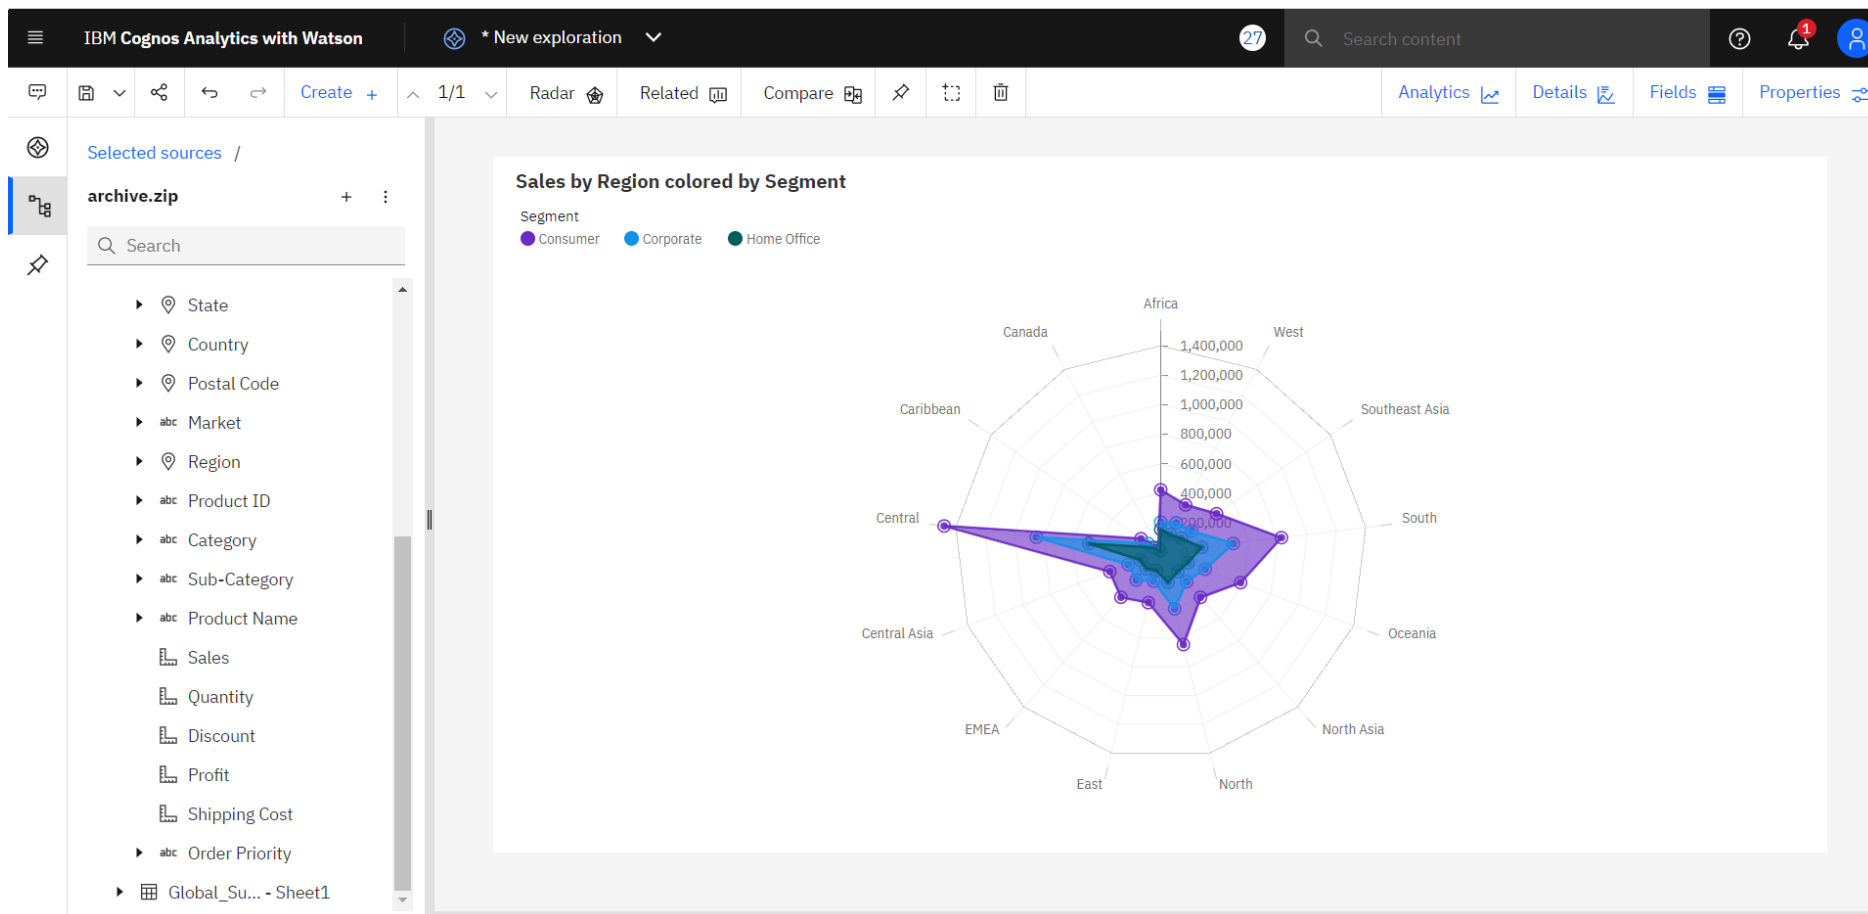 IBM Cognos Analytics with Watson
* New exploration
27
Search content
1
Create +
1/1
Radar
Related
Compare
Analytics
Details
Fields
Properties
Selected sources /
archive.zip
Search
State
Country
Postal Code
abc Market
Region
abc Product ID
abc Category
abc Sub-Category
abc Product Name
Sales
Quantity
Discount
Profit
Shipping Cost
abc Order Priority
Global_Su... - Sheet1
Sales by Region colored by Segment
Segment
Consumer Corporate Home Office
Africa
Canada
West
1,400,000
1,200,000
1,000,000
Caribbean
Southeast Asia
800,000
600,000
400,000
200,000
Central
South
Central Asia
Oceania
EMEA
North Asia
East
North